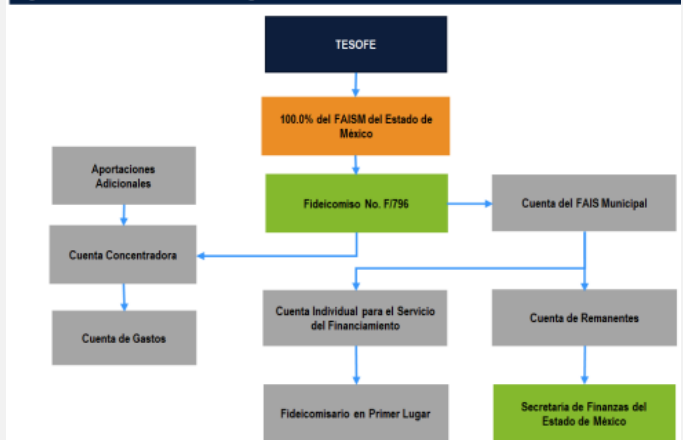 TESOFE
100.0% del FAISM del Estado de
México
Aportaciones
Adicionales
Fideicomiso No. F/796
Cuenta del FAIS Municipal
Cuenta Concentradora
Cuenta Individual para el Servicio
del Financiamiento
Cuenta de Remanentes
Cuenta de Gastos
Fideicomisario en Primer Lugar
Secretaria de Finanzas del
Estado de México